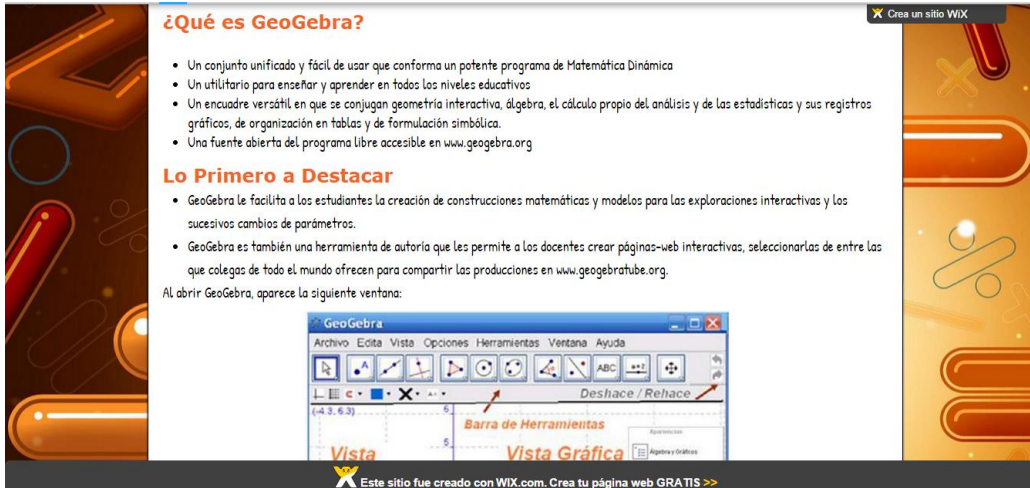 Crea un sitio WiX
¿Qué es GeoGebra?
• Un conjunto unificado y fácil de usar que conforma un potente programa de Matemática Dinámica
• Un utilitario para enseñar y aprender en todos los niveles educativos
• Un encuadre versátil en que se conjugan geometría interactiva, álgebra, el cálculo propio del análisis y de las estadísticas y sus registros
gráficos, de organización en tablas y de formulación simbólica.
• Una fuente abierta del programa libre accesible en www.geogebra.org
Lo Primero a Destacar
• GeoGebra le facilita a los estudiantes la creación de construcciones matemáticas y modelos para las exploraciones interactivas y los
sucesivos cambios de parámetros.
• GeoGebra es también una herramienta de autoría que les permite a los docentes crear páginas-web interactivas, seleccionarlas de entre las
que colegas de todo el mundo ofrecen para compartir las producciones en www.geogebratube.org.
Al abrir GeoGebra, aparece la siguiente ventana:
GeoGebra
Archivo Edita Vista Opciones Herramientas Ventana Ayuda
ABC a=2
Deshace / Rehace
(-4.3, 6.3)
6
Barra de Herramientas
Apariencias
5
Vista
Vista Gráfica
Álgebra y Gráficos
Este sitio fue creado con WIX.com. Crea tu página web GRATIS >>